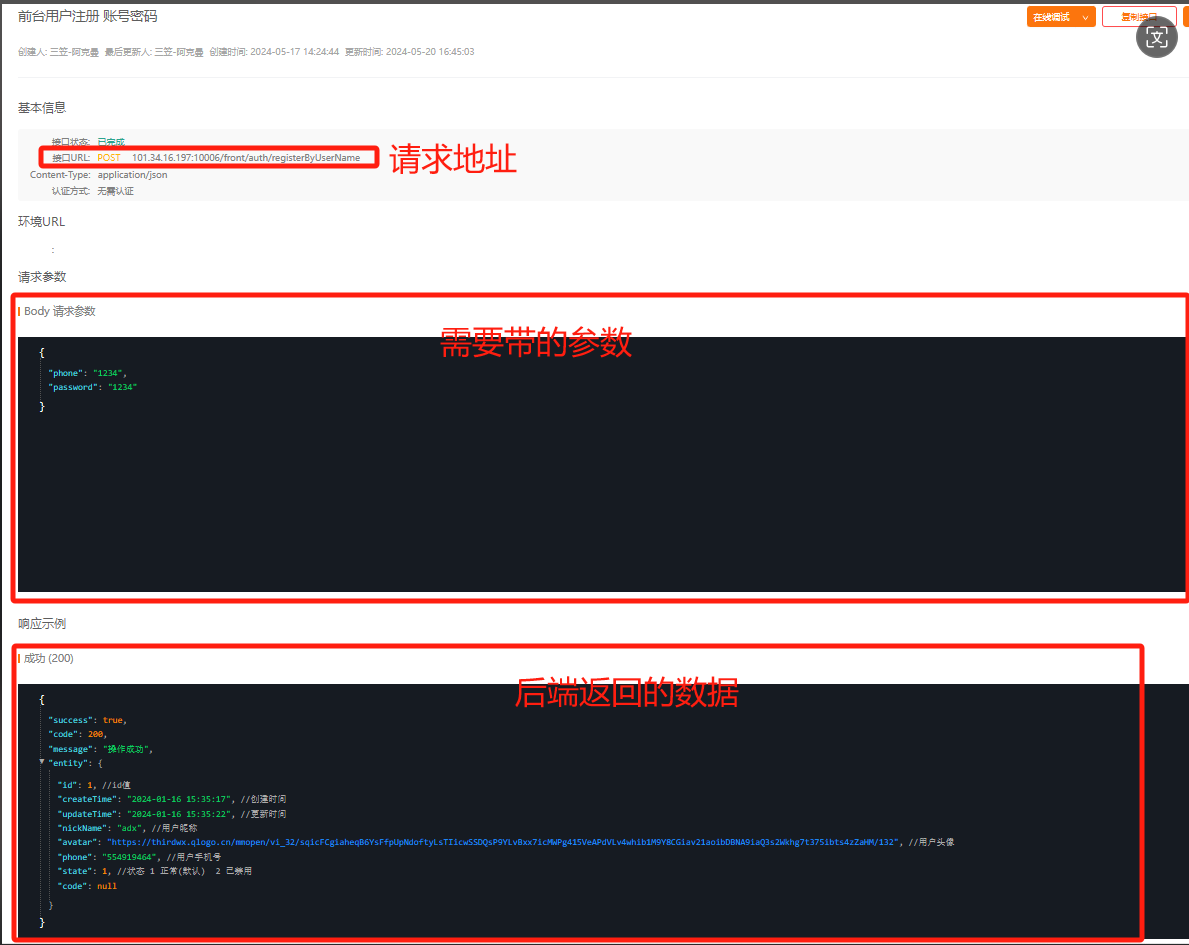 前台用户注册 账号密码
在线调试
复制接口
创建人: 三笠-阿克曼 最后更新人: 三笠-阿克曼 创建时间: 2024-05-17 14:24:44 更新时间: 2024-05-20 16:45:03
基本信息
接口状态: 已完成
接口URL: POST 101.34.16.197:10006/front/auth/registerByUserName
请求地址
Content-Type: application/json
认证方式: 无需认证
环境URL
:
请求参数
Body 请求参数
需要带的参数
{
"phone": "1234",
"password": "1234"
}
响应示例
成功 (200)
后端返回的数据
{
"success": true,
"code": 200,
"message": "操作成功",
"entity": {
"id": 1, //id值
"createTime": "2024-01-16 15:35:17", //创建时间
"updateTime": "2024-01-16 15:35:22", //更新时间
"nickName": "adx", //用户昵称
"avatar": //用户头像
"phone": "554919464", //用户手机号
"state": 1, //状态 1 正常(默认) 2 已禁用
"code": null
}
}